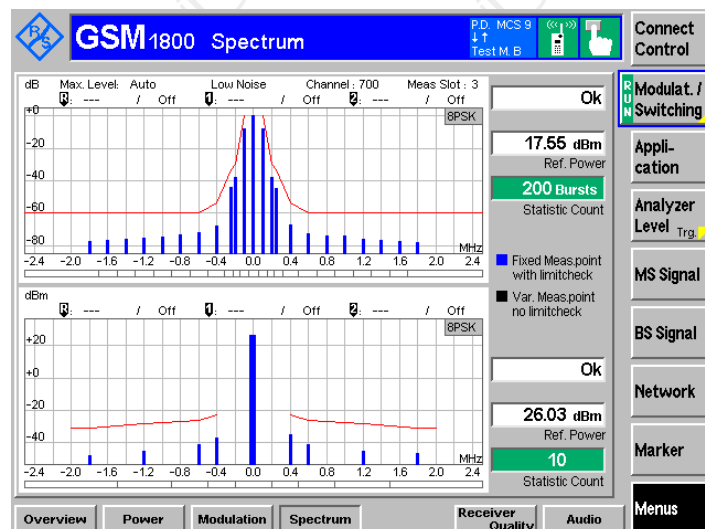 R&S
GSM 1800 Spectrum
P.D. MCS 9
Test M. B
Connect Control
dB Max. Level: Auto Low Noise Channel : 700 Meas Slot : 3
R: --- / Off 1: --- / Off 2: --- / Off
8PSK
+0
-20
-40
-60
-80
MHz
-2.4 -2.0 -1.6 -1.2 -0.8 -0.4 0.0 0.4 0.8 1.2 1.6 2.0 2.4
Ok
17.55 dBm
Ref. Power
200 Bursts
Statistic Count
Fixed Meas.point
with limitcheck
Var. Meas.point
no limitcheck
dBm
R: --- / Off 1: --- / Off 2: --- / Off
8PSK
+20
+0
-20
-40
MHz
-2.4 -2.0 -1.6 -1.2 -0.8 -0.4 0.0 0.4 0.8 1.2 1.6 2.0 2.4
Ok
26.03 dBm
Ref. Power
10
Statistic Count
RUN
Modulat. /
Switching
Appli-
cation
Analyzer
Level Trg.
MS Signal
BS Signal
Network
Marker
Menus
Overview Power Modulation Spectrum Receiver Quality Audio